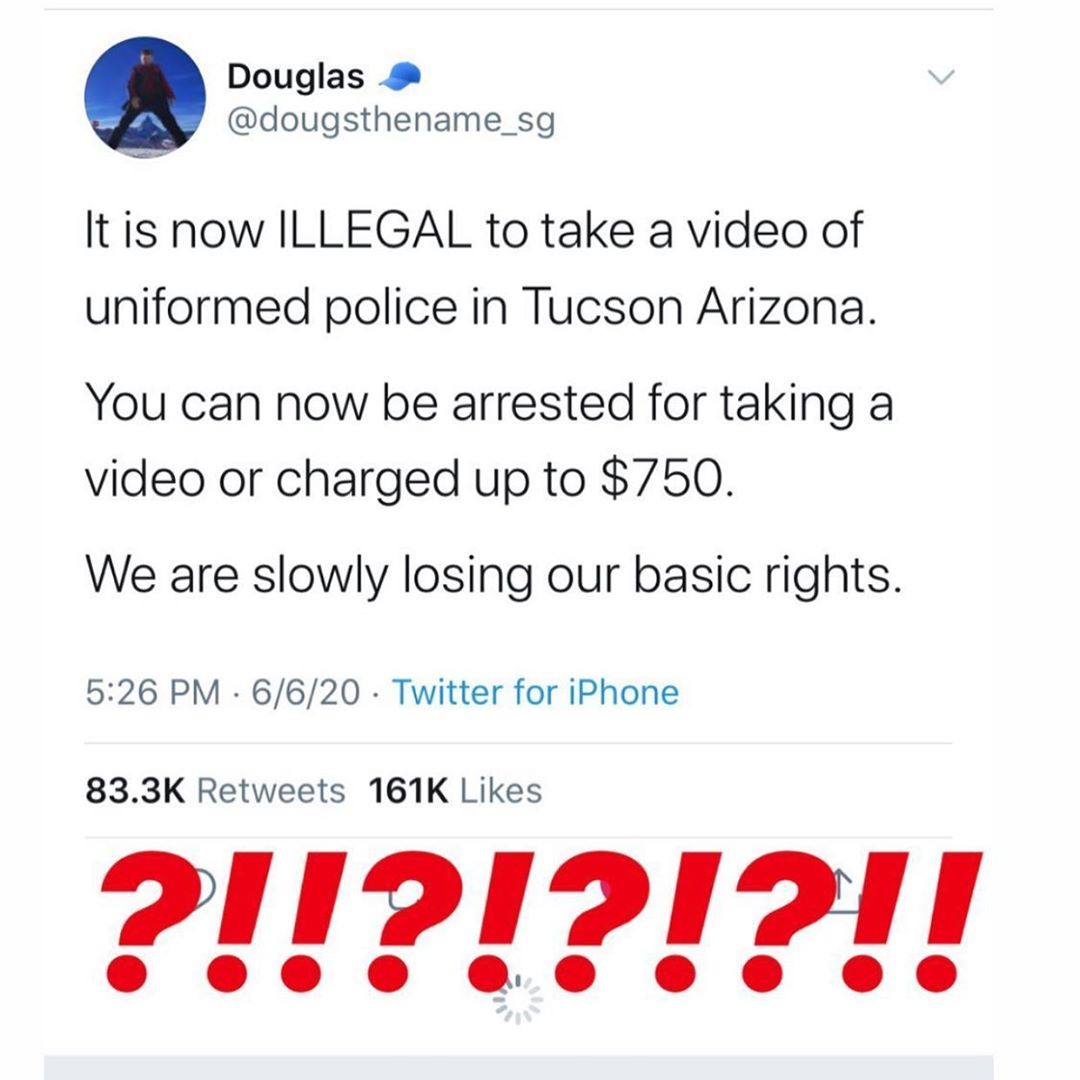 Douglas 🧢
@dougsthename_sg
It is now ILLEGAL to take a video of
uniformed police in Tucson Arizona.
You can now be arrested for taking a
video or charged up to $750.
We are slowly losing our basic rights.
5:26 PM · 6/6/20 · Twitter for iPhone
83.3K Retweets 161K Likes
?!!?!?!?!!